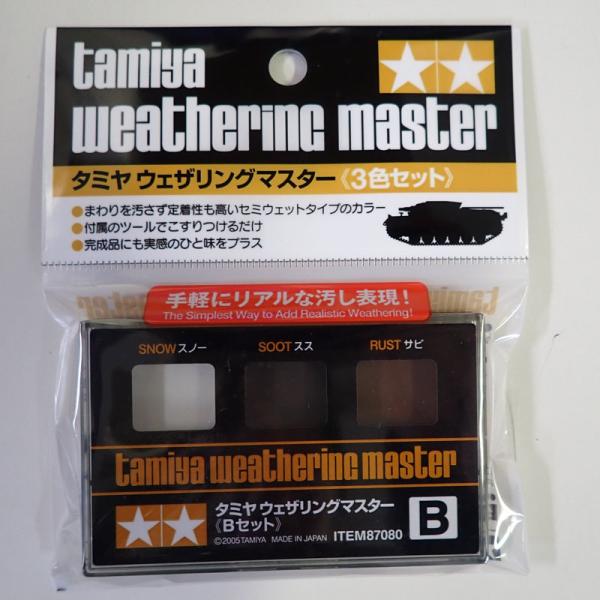 tamiya
weathering master
タミヤ ウェザリングマスター《3色セット》
●まわりを汚さず定着性も高いセミウェットタイプのカラー
●付属のツールでこすりつけるだけ
●完成品にも実感のひと味をプラス
手軽にリアルな汚し表現!
The Simplest Way to Add Realistic Weathering!
SNOW スノー SOOT スス RUST サビ
tamiya weathering master
タミヤ ウェザリングマスター
《Bセット》
©2005 TAMIYA MADE IN JAPAN ITEM87080
B